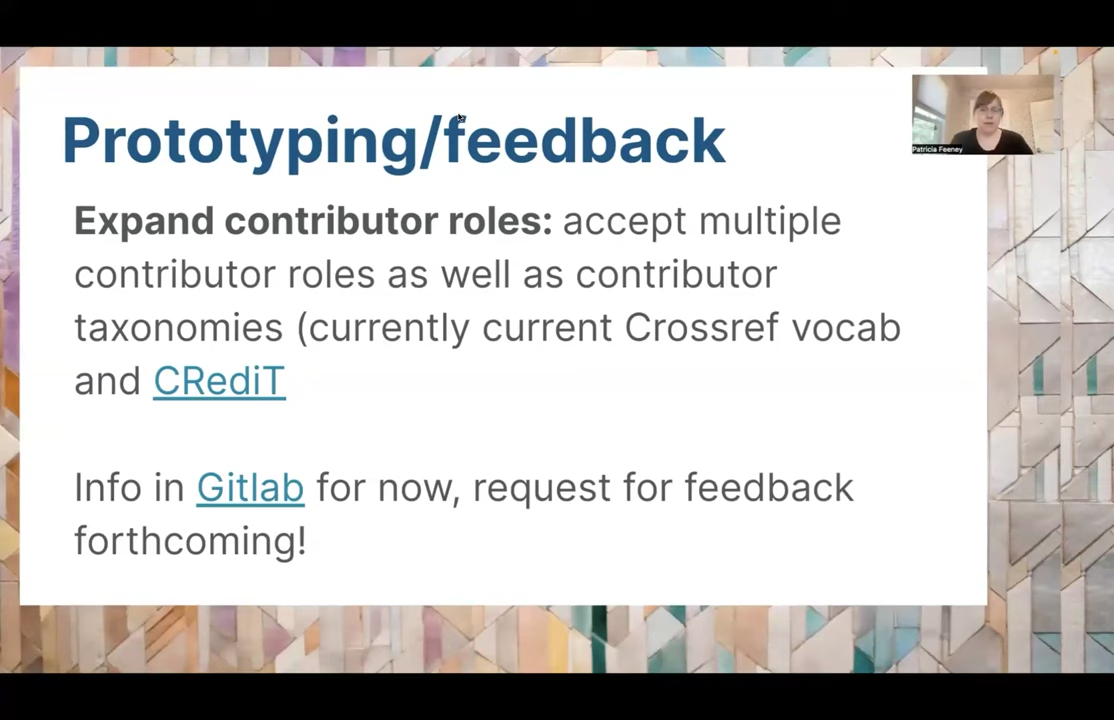 Prototyping/feedback
Patricia Feeney
Expand contributor roles: accept multiple
contributor roles as well as contributor
taxonomies (currently current Crossref vocab
and CRediT
Info in Gitlab for now, request for feedback
forthcoming!